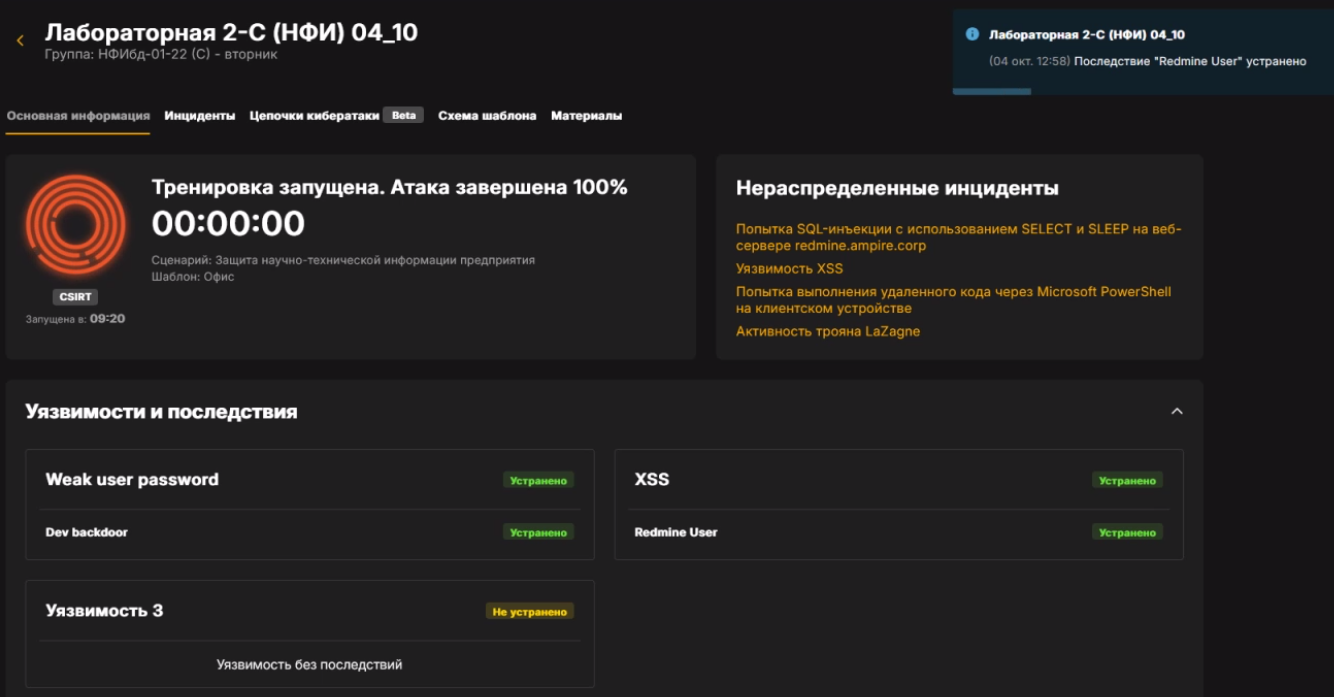 Лабораторная 2-С (НФИ) 04_10
Группа: НФИбд-01-22 (С) - вторник
Лабораторная 2-С (НФИ) 04_10
(04 окт. 12:58) Последствие "Redmine User" устранено
Основная информация Инциденты Цепочки кибератаки Beta Схема шаблона Материалы
Тренировка запущена. Атака завершена 100%
00:00:00
Сценарий: Защита научно-технической информации предприятия
Шаблон: Офис
CSIRT
Запущена в: 09:20
Нераспределенные инциденты
Попытка SQL-инъекции с использованием SELECT и SLEEP на веб-
сервере redmine.ampire.corp
Уязвимость XSS
Попытка выполнения удаленного кода через Microsoft PowerShell
на клиентском устройстве
Активность трояна LaZagne
Уязвимости и последствия
Weak user password Устранено
Dev backdoor Устранено
XSS Устранено
Redmine User Устранено
Уязвимость 3 Не устранено
Уязвимость без последствий